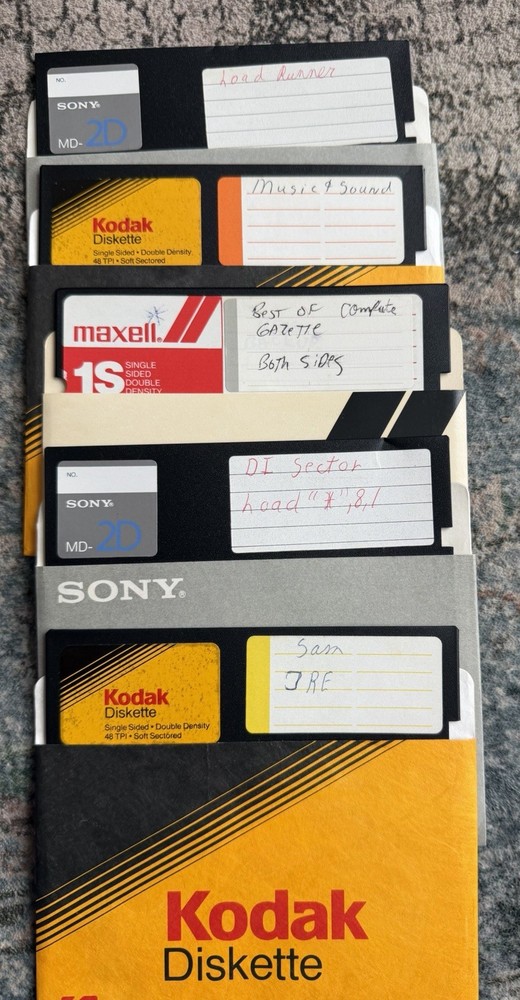 NO.
SONY®
MD-2D
Load Runner
Kodak
Diskette
Single Sided • Double Density
48 TPI • Soft Sectored
Music & Sound
maxell®
1S SINGLE
SIDED
DOUBLE
DENSITY
BEST OF Compute
GAZETTE
Both Sides
NO.
SONY®
MD-2D
DI Sector
Load "*",8,1
SONY®
Kodak
Diskette
Single Sided • Double Density
48 TPI • Soft Sectored
Sam
JRE
Kodak
Diskette